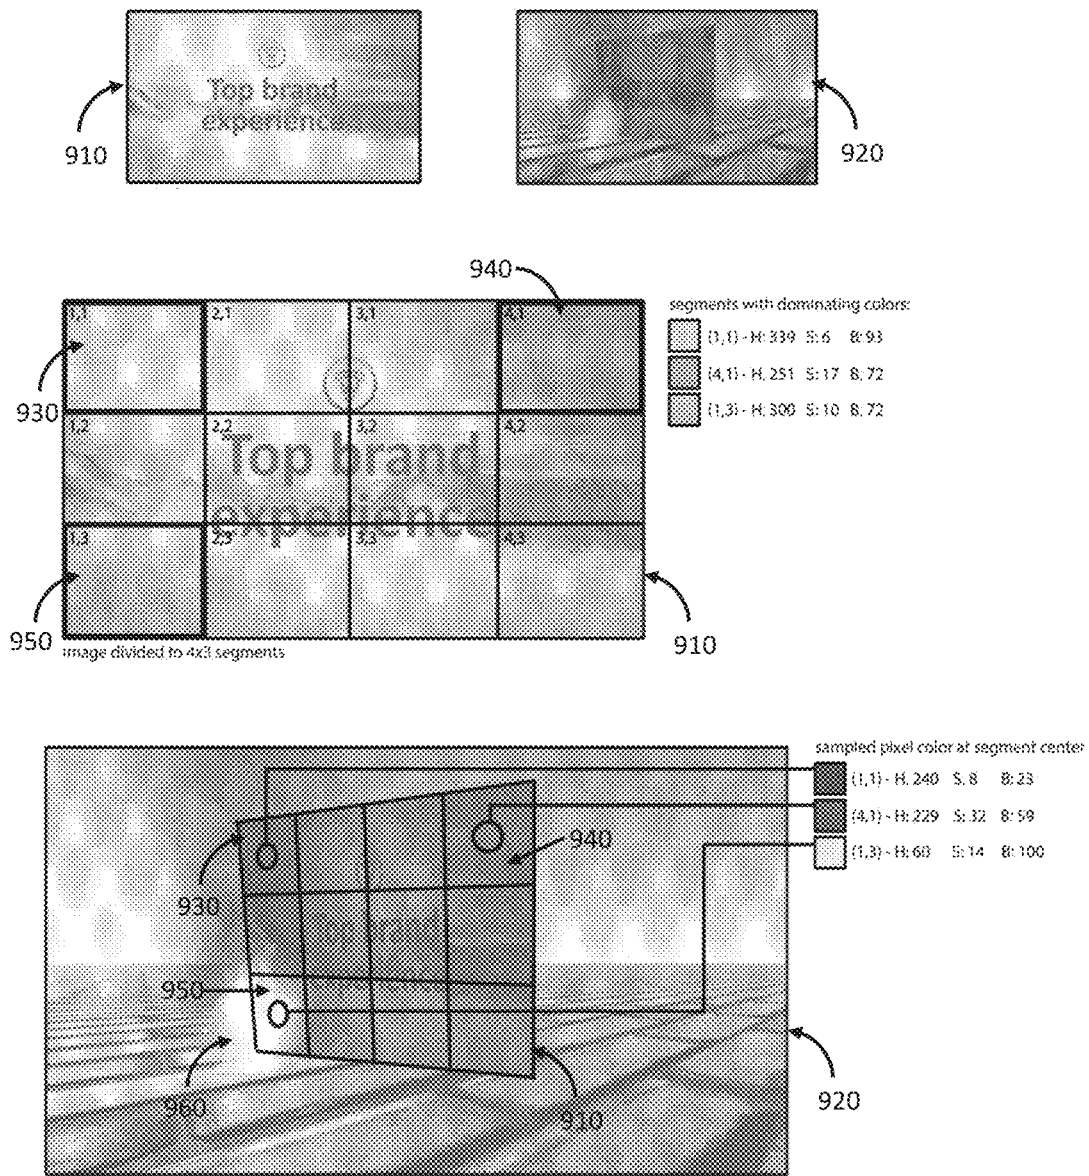 Top brand
experience
910
920
940
segments with dominating colors:
1,1
2,1
3,1
4,1
(1,1) - H: 339 S: 6 B: 93
930
(4,1) - H: 251 S: 17 B: 72
(1,3) - H: 300 S: 10 B: 72
1,2
2,2
3,2
4,2
Top brand
experience
1,3
2,3
3,3
4,3
950
910
image divided to 4x3 segments
sampled pixel color at segment center
(1,1) - H: 240 S: 8 B: 23
(4,1) - H: 229 S: 32 B: 59
(1,3) - H: 60 S: 14 B: 100
940
930
Top brand
950
960
910
920